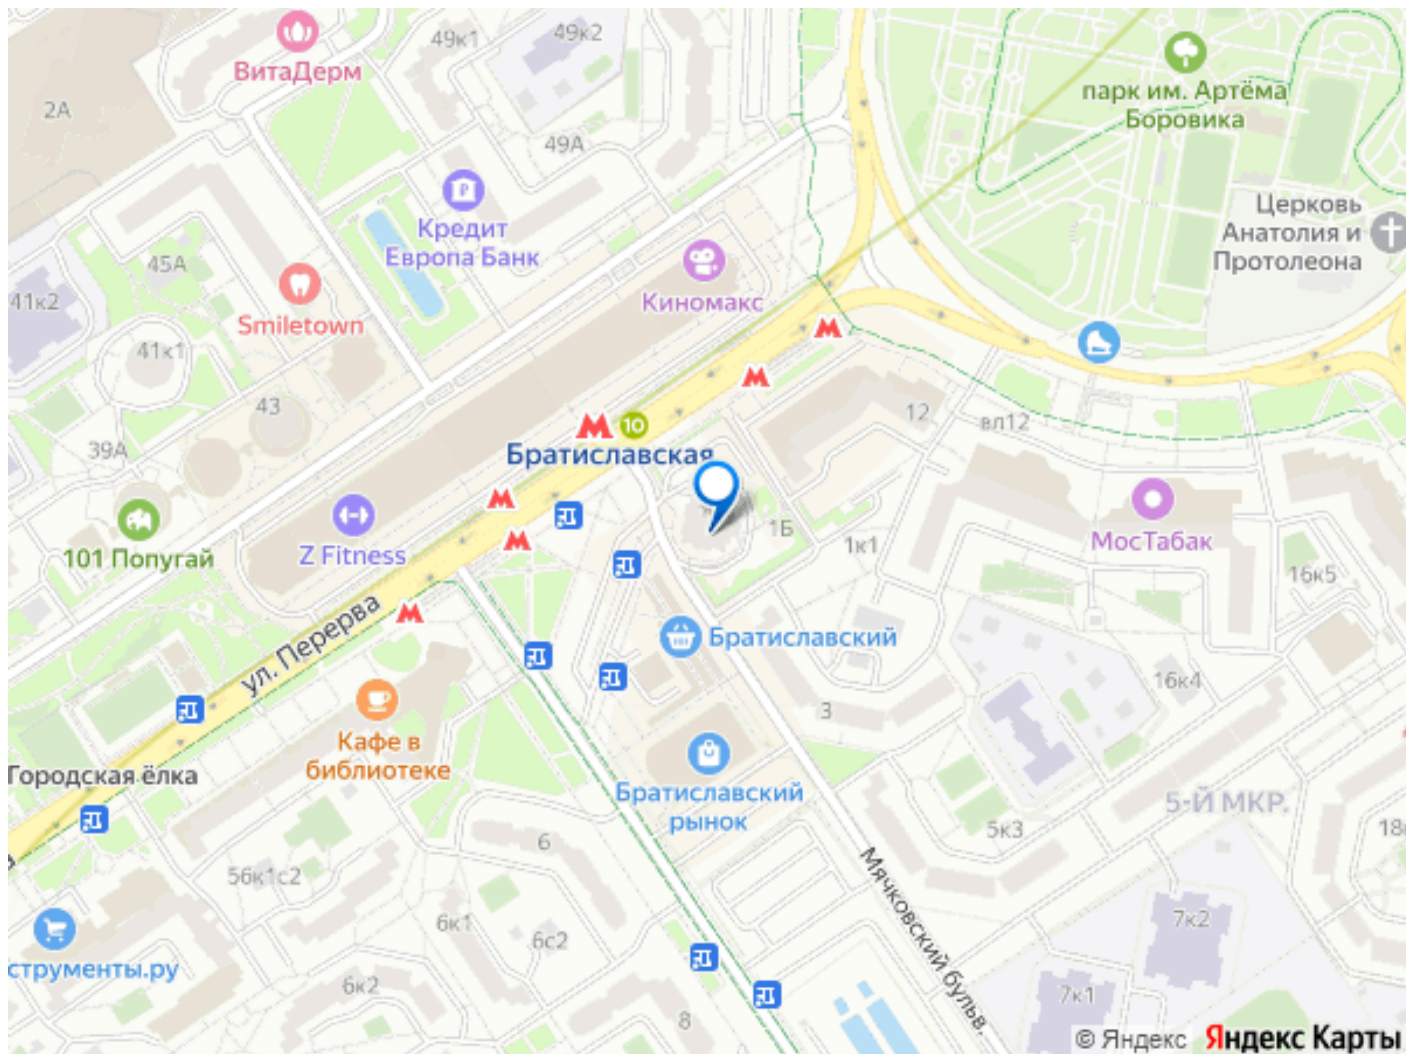 49к1
49к2
ВитаДерм
2А
парк им. Артёма
Боровика
49А
Кредит
Европа Банк
Церковь
Анатолия и
Протолеона
45А
41к2
Киномакс
Smiletown
41к1
43
12
вл12
10
Братиславская
39А
1Б
1к1
МосТабак
101 Попугай
Z Fitness
16к5
ул. Перерва
Братиславский
16к4
3
Кафе в
библиотеке
Городская ёлка
Братиславский
рынок
5-Й МКР.
5к3
18к
6
56к1с2
Мячковский бульв.
6к1
6с2
7к2
струменты.ру
6к2
7к1
8
© Яндекс Яндекс Карты